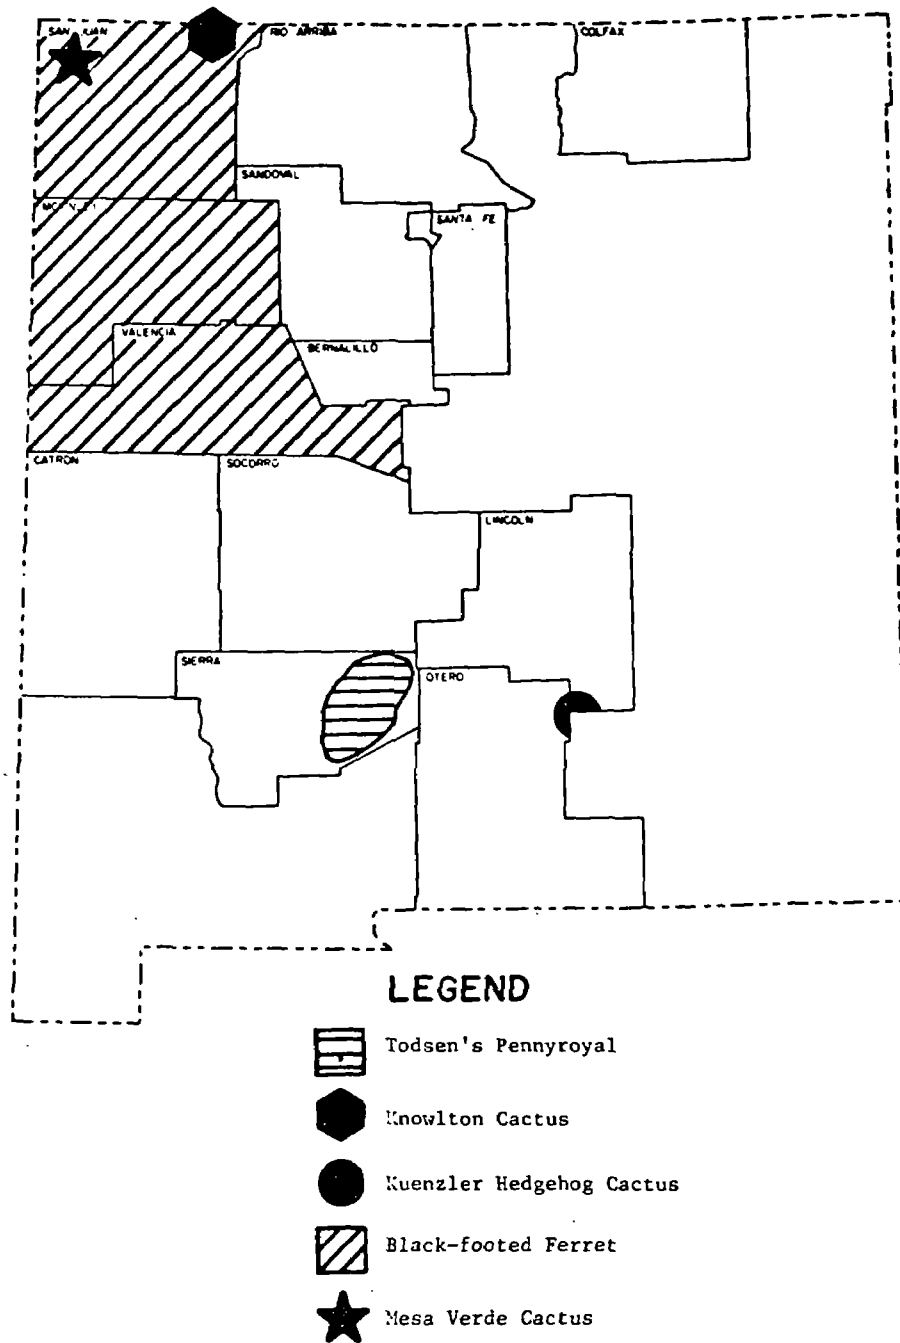 SAN JUAN
RIO ARRIBA
COLFAX
SANDOVAL
SANTA FE
VALENCIA
BERNALILLO
CATRON
SOCORRO
LINCOLN
SIERRA
OTERO
LEGEND
Todsen's Pennyroyal
Knowlton Cactus
Kuenzler Hedgehog Cactus
Black-footed Ferret
Mesa Verde Cactus